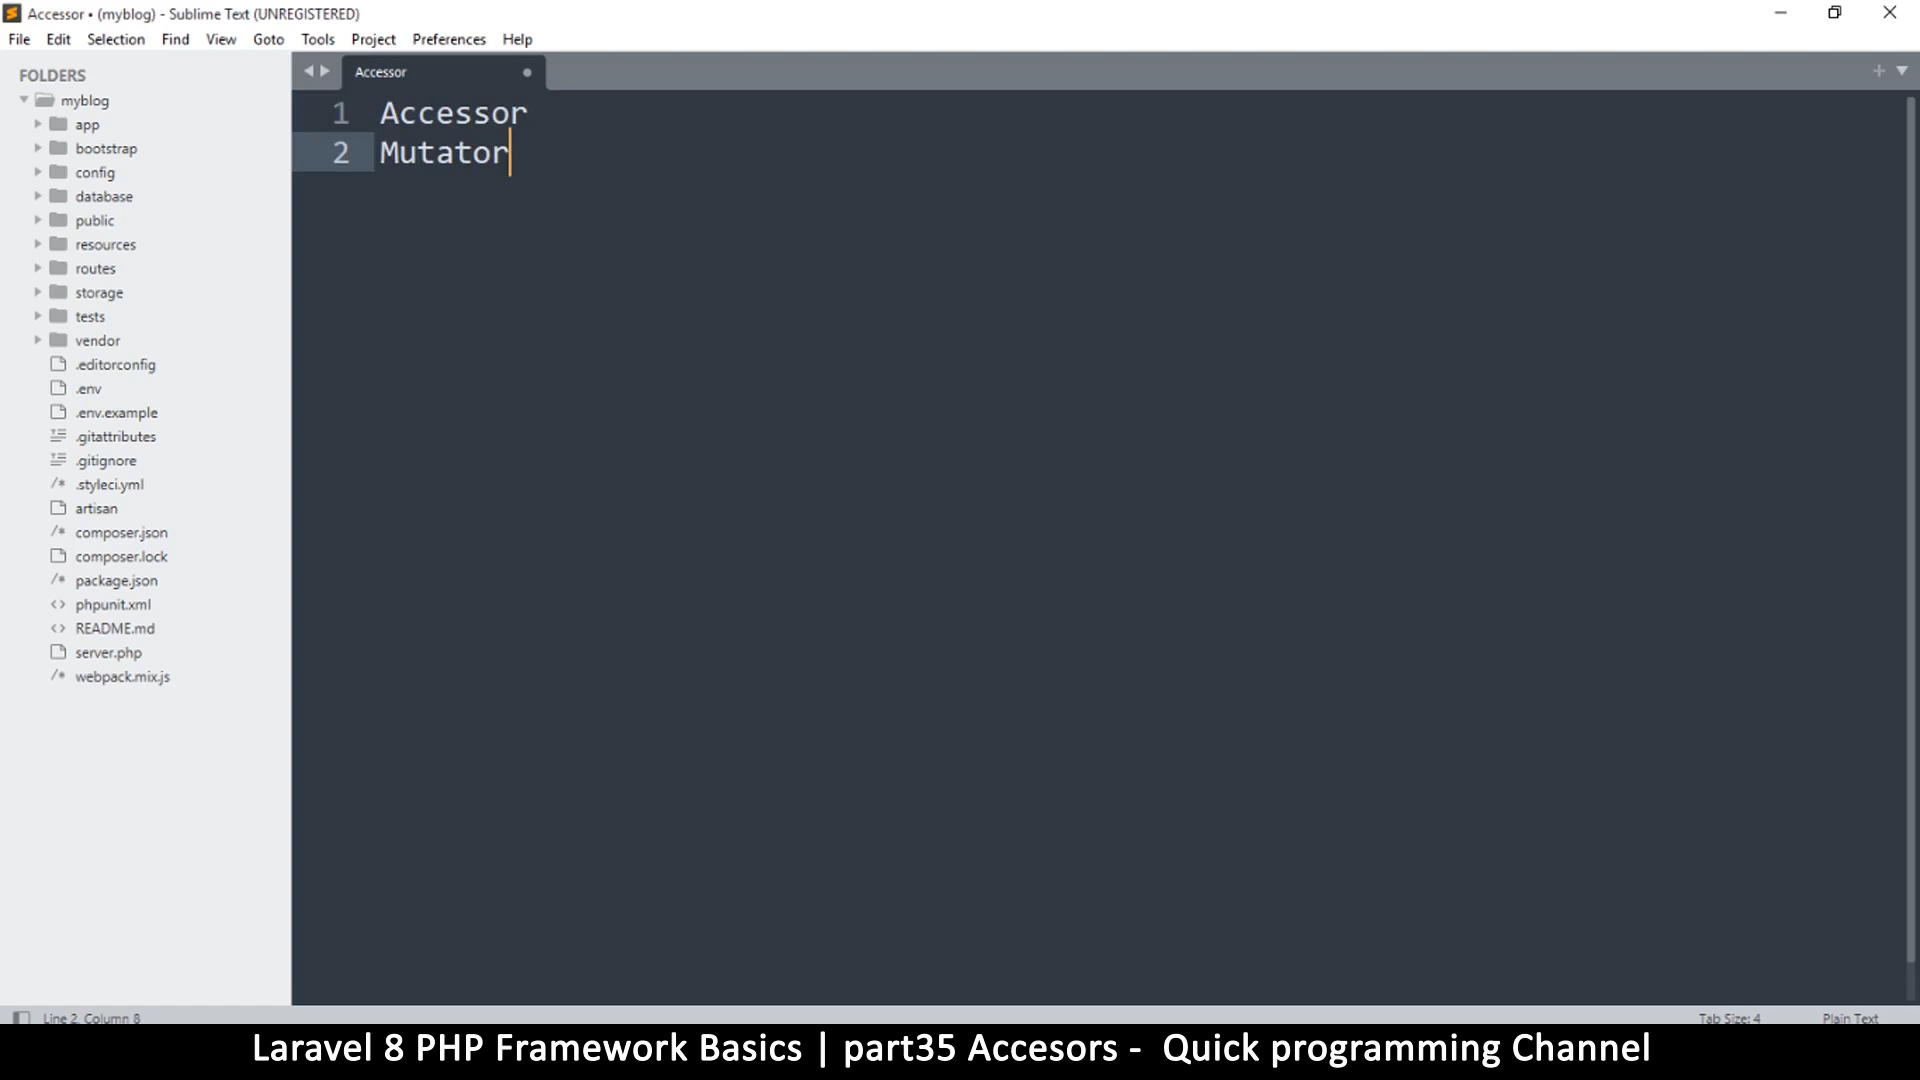 Accessor • (myblog) - Sublime Text (UNREGISTERED)
File Edit Selection Find View Goto Tools Project Preferences Help
FOLDERS
myblog
app
bootstrap
config
database
public
resources
routes
storage
tests
vendor
.editorconfig
.env
.env.example
.gitattributes
.gitignore
/* .styleci.yml
artisan
/* composer.json
composer.lock
/* package.json
<> phpunit.xml
<> README.md
server.php
/* webpack.mix.js
Accessor
1 Accessor
2 Mutator
Line 2, Column 8
Tab Size: 4 Plain Text
Laravel 8 PHP Framework Basics | part35 Accesors - Quick programming Channel